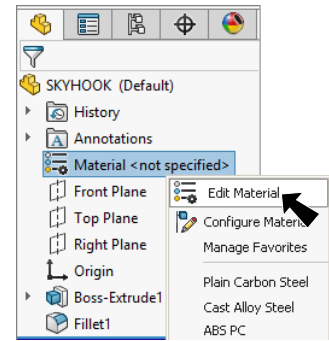 SKYHOOK (Default)
History
Annotations
Material <not specified>
Front Plane
Top Plane
Right Plane
Origin
Boss-Extrude1
Fillet1
Edit Material
Configure Material
Manage Favorites
Plain Carbon Steel
Cast Alloy Steel
ABS PC